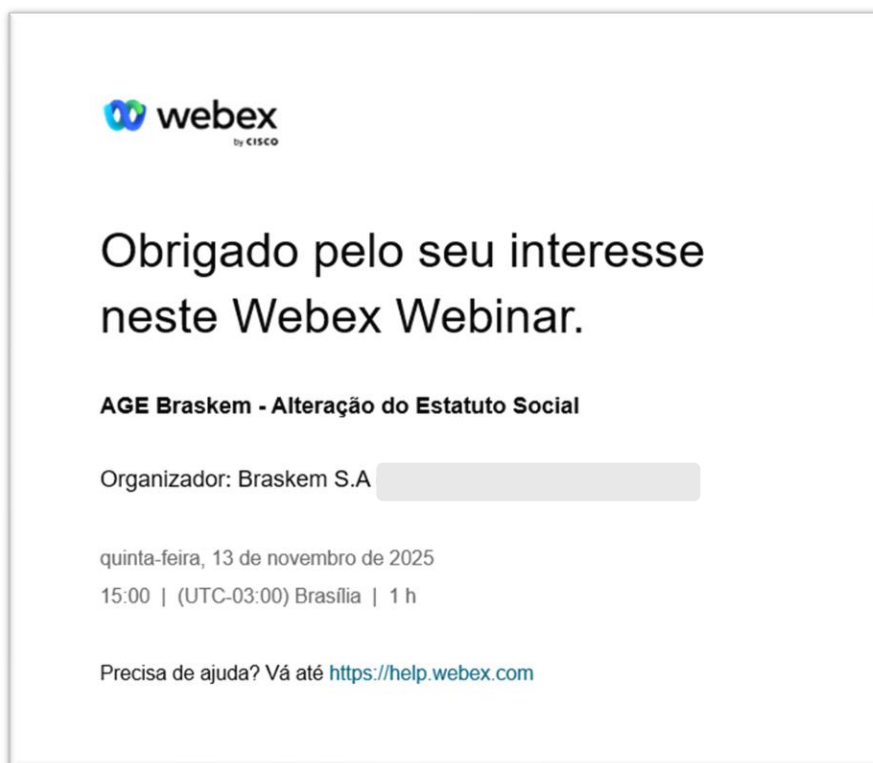 webex
by CISCO
Obrigado pelo seu interesse
neste Webex Webinar.
AGE Braskem - Alteração do Estatuto Social
Organizador: Braskem S.A
quinta-feira, 13 de novembro de 2025
15:00 | (UTC-03:00) Brasília | 1 h
Precisa de ajuda? Vá até https://help.webex.com